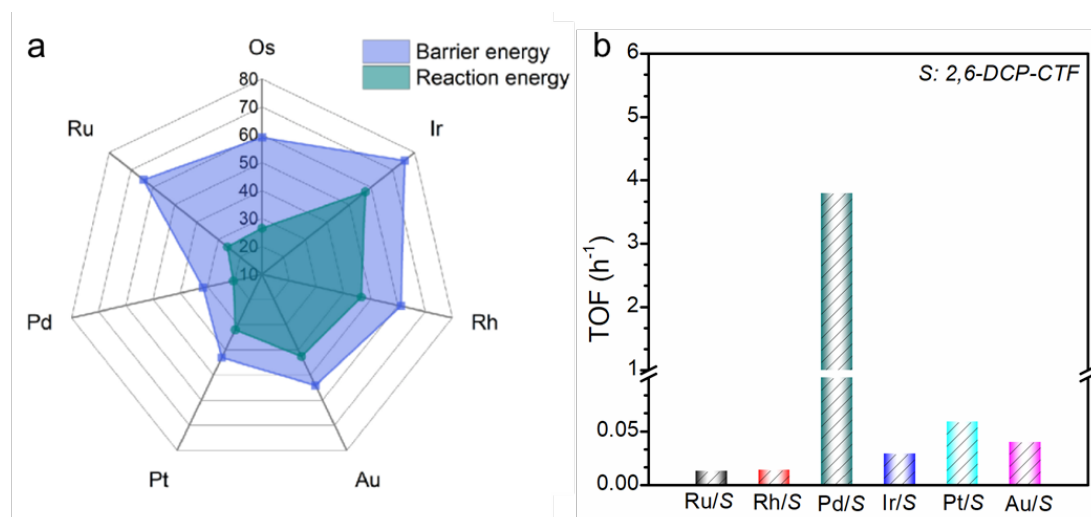 a
Os
Barrier energy
Reaction energy
80
70
60
50
40
30
20
10
Ru
Ir
Pd
Rh
Pt
Au
b
S: 2,6-DCP-CTF
TOF (h⁻¹)
6
5
4
3
2
1
0.05
0.00
Ru/S
Rh/S
Pd/S
Ir/S
Pt/S
Au/S